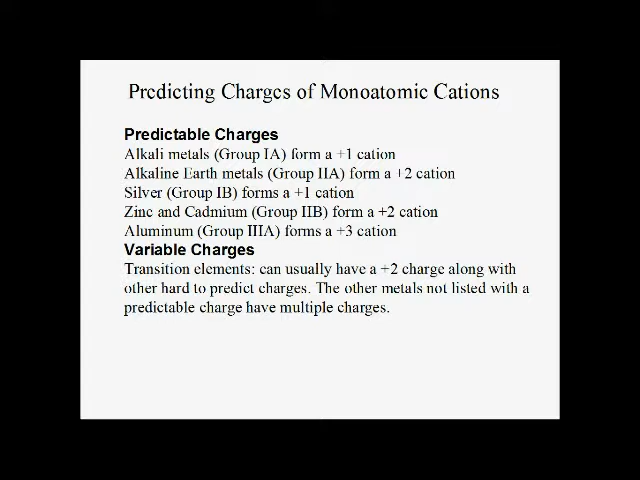 Predicting Charges of Monoatomic Cations
Predictable Charges
Alkali metals (Group IA) form a +1 cation
Alkaline Earth metals (Group IIA) form a +2 cation
Silver (Group IB) forms a +1 cation
Zinc and Cadmium (Group IIB) form a +2 cation
Aluminum (Group IIIA) forms a +3 cation
Variable Charges
Transition elements: can usually have a +2 charge along with
other hard to predict charges. The other metals not listed with a
predictable charge have multiple charges.